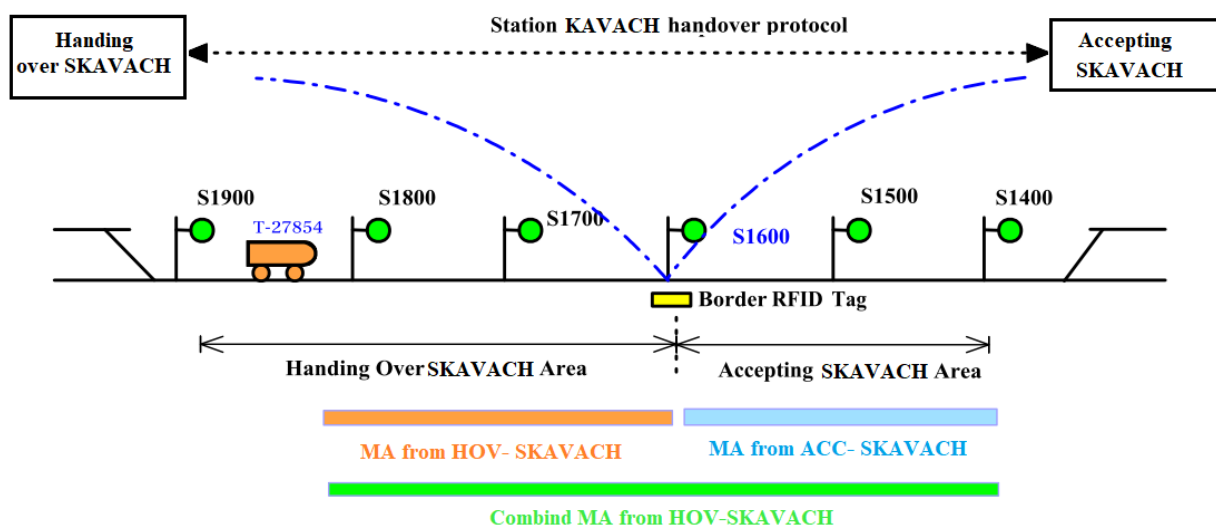 Station KAVACH handover protocol
Handing
over SKAVACH
Accepting
SKAVACH
S1900
T-27854
S1800
S1700
S1600
S1500
S1400
Border RFID Tag
Handing Over SKAVACH Area
Accepting SKAVACH Area
MA from HOV- SKAVACH
MA from ACC- SKAVACH
Combind MA from HOV-SKAVACH